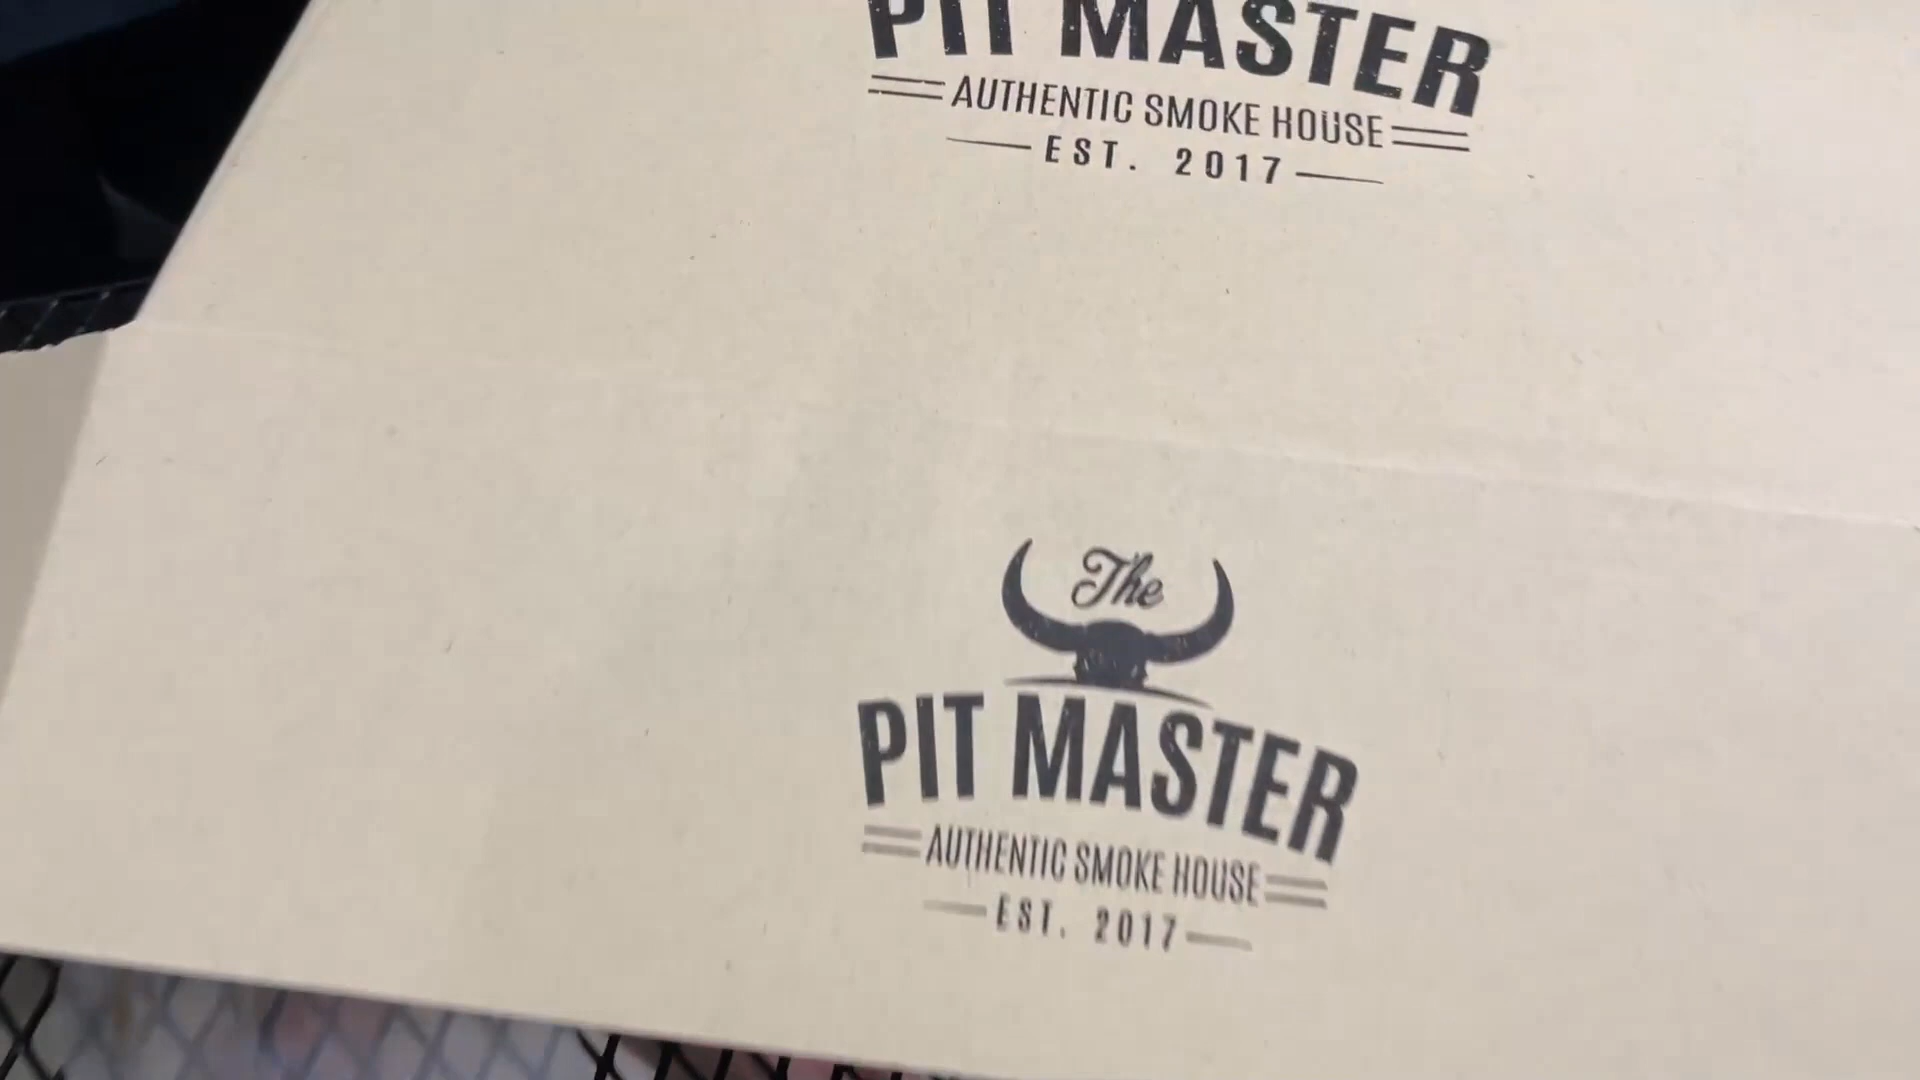 PIT MASTER
AUTHENTIC SMOKE HOUSE
EST. 2017
The
PIT MASTER
AUTHENTIC SMOKE HOUSE
EST. 2017